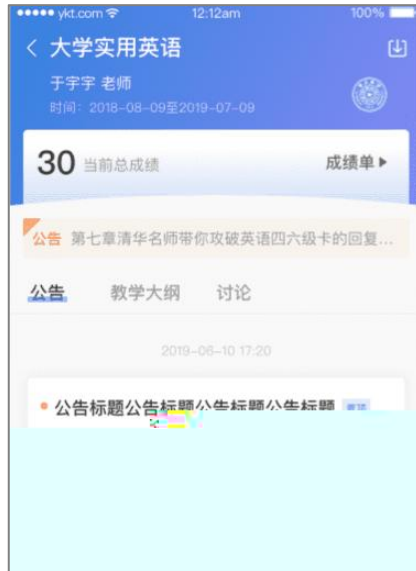 ykt.com 12:12am 100%
大学实用英语
于字字 老师
时间：2018-08-09至2019-07-09
30 当前总成绩 成绩单
公告 第七章清华名师带你攻破英语四六级卡的回复...
公告 教学大纲 讨论
2019-06-10 17:20
公告标题公告标题公告标题公告标题